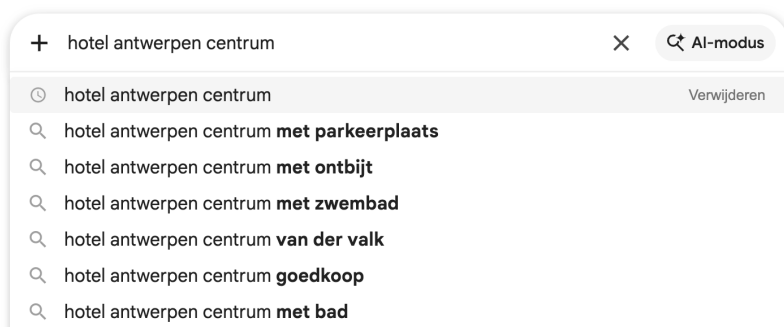 hotel antwerpen centrum
AI-modus
hotel antwerpen centrum
Verwijderen
hotel antwerpen centrum met parkeerplaats
hotel antwerpen centrum met ontbijt
hotel antwerpen centrum met zwembad
hotel antwerpen centrum van der valk
hotel antwerpen centrum goedkoop
hotel antwerpen centrum met bad